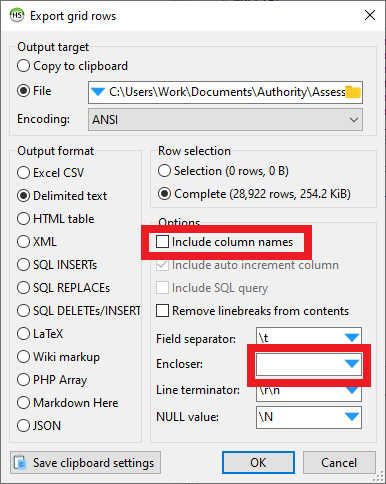 HS Export grid rows
Output target
Copy to clipboard
File
C:\Users\Work\Documents\Authority\Assess
Encoding:
ANSI
Output format
Excel CSV
Delimited text
HTML table
XML
SQL INSERTs
SQL REPLACEs
SQL DELETEs/INSERT
LaTeX
Wiki markup
PHP Array
Markdown Here
JSON
Row selection
Selection (0 rows, 0 B)
Complete (28,922 rows, 254.2 KiB)
Options
Include column names
Include auto increment column
Include SQL query
Remove linebreaks from contents
Field separator:
\t
Encloser:
Line terminator:
\r\n
NULL value:
\N
Save clipboard settings
OK
Cancel